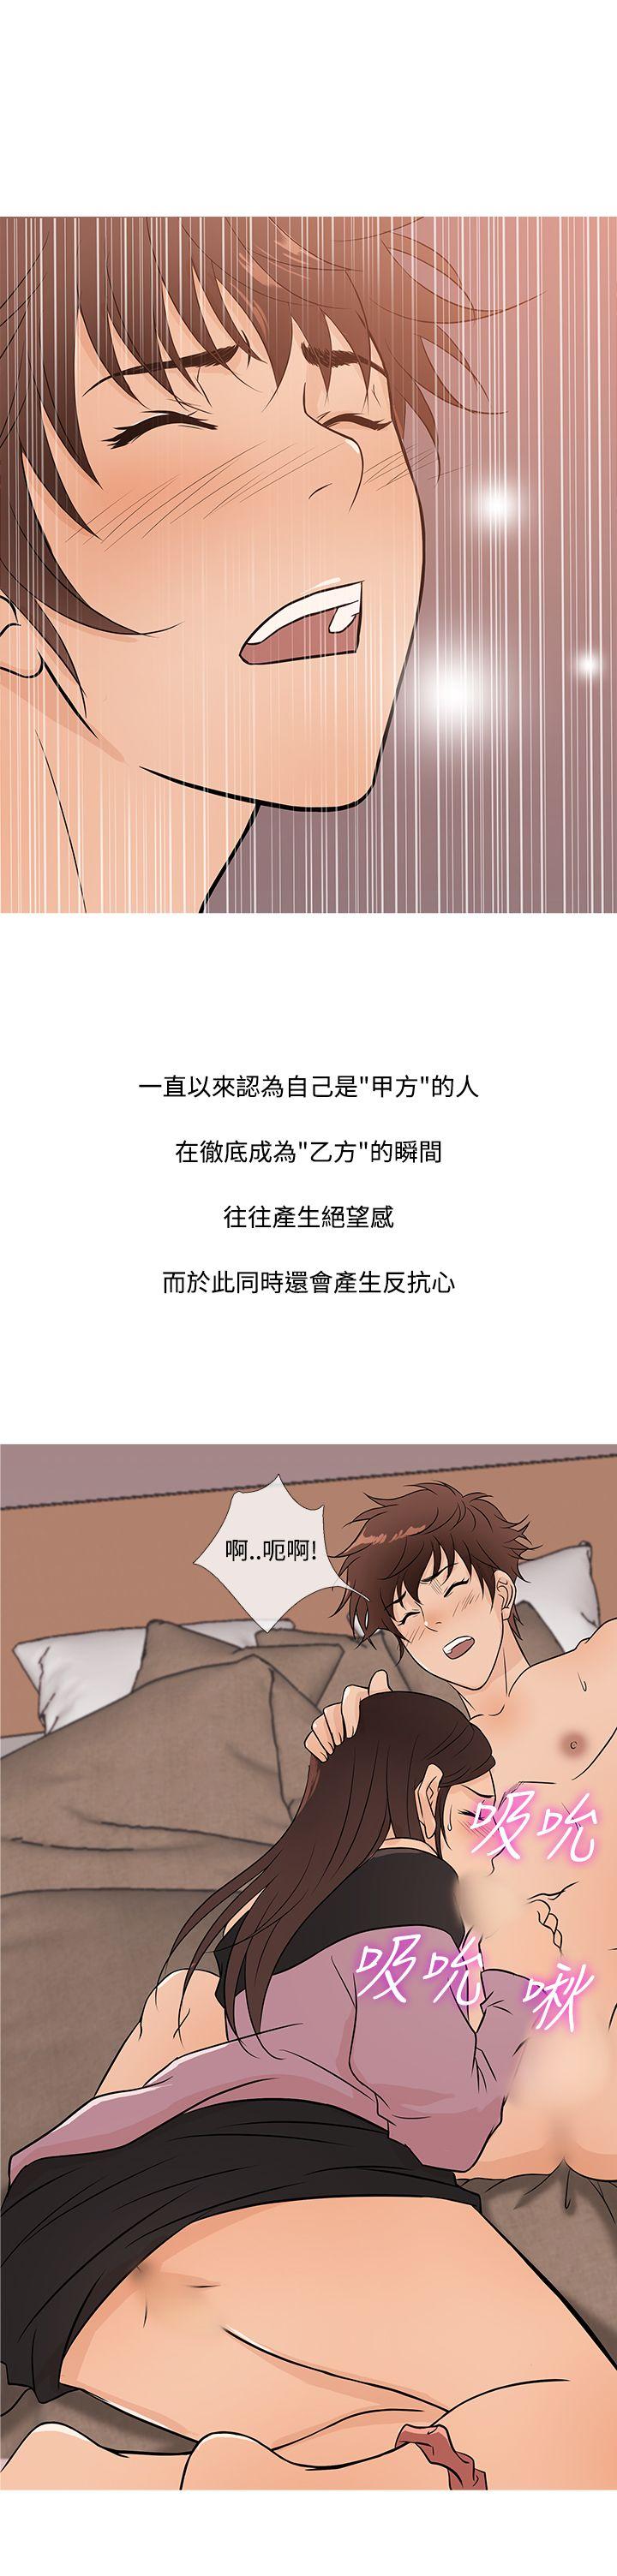 一直以來認為自己是"甲方"的人
在徹底成為"乙方"的瞬間
往往產生絕望感
而於此同時還會產生反抗心
啊..呃啊!
吸吮
吸吮
啾